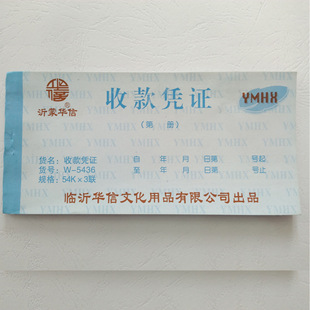 沂蒙华信
收款凭证
YMHX
（第 册）
货名：收款凭证 自 年 月 日第 号起
货号：W-5436 至 年 月 日第 号止
规格：54K×3联
临沂华信文化用品有限公司出品